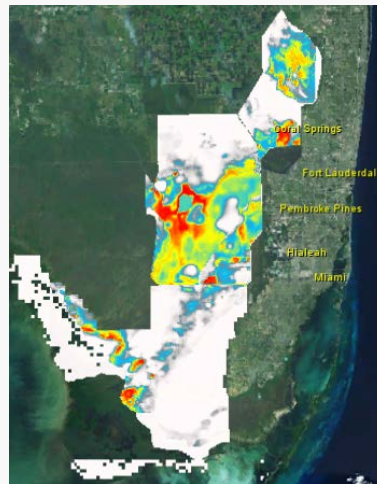 Coral Springs
Fort Lauderdal
Pembroke Pines
Hialeah
Miami